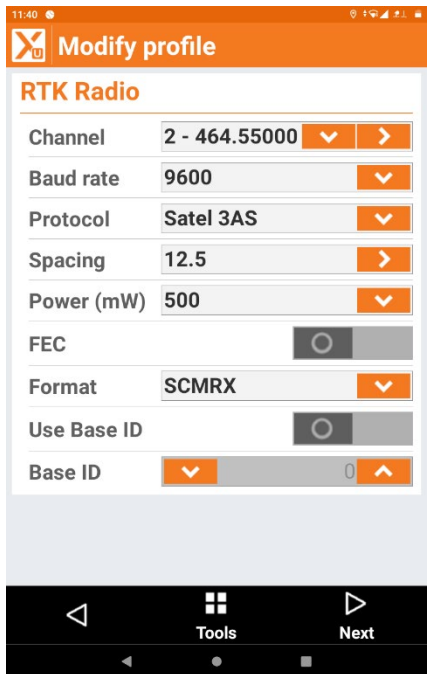 11:40
Modify profile
RTK Radio
Channel 2 - 464.55000
Baud rate 9600
Protocol Satel 3AS
Spacing 12.5
Power (mW) 500
FEC
Format SCMRX
Use Base ID
Base ID 0
Tools Next